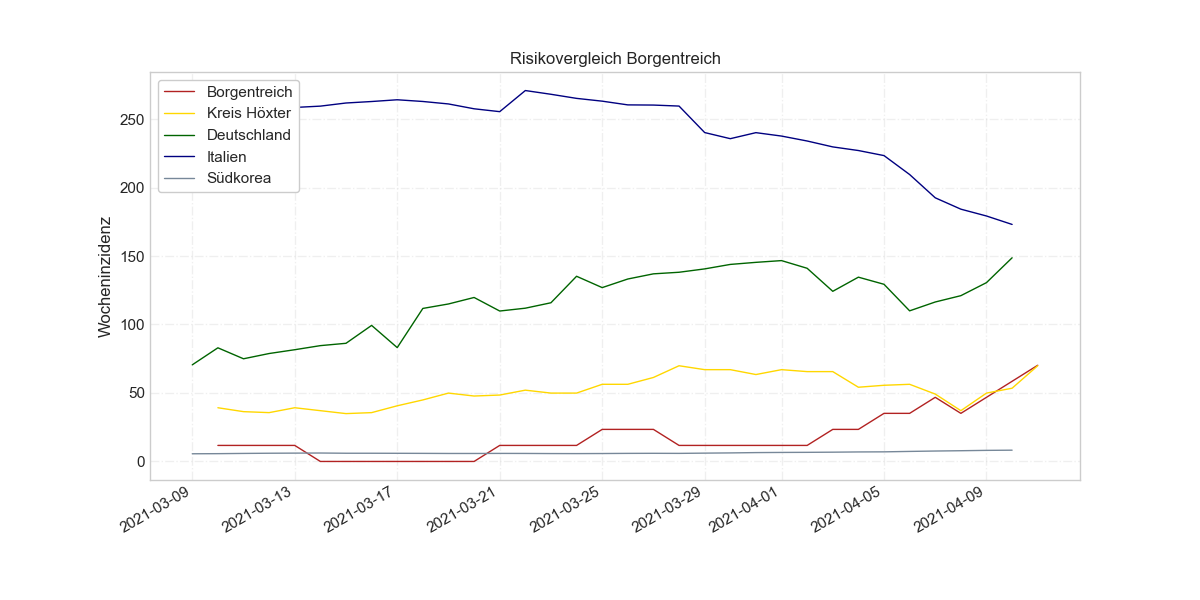 Risikovergleich Borgentreich
Borgentreich
Kreis Höxter
Deutschland
Italien
Südkorea
Wocheninzidenz
250
200
150
100
50
0
2021-03-09
2021-03-13
2021-03-17
2021-03-21
2021-03-25
2021-03-29
2021-04-01
2021-04-05
2021-04-09